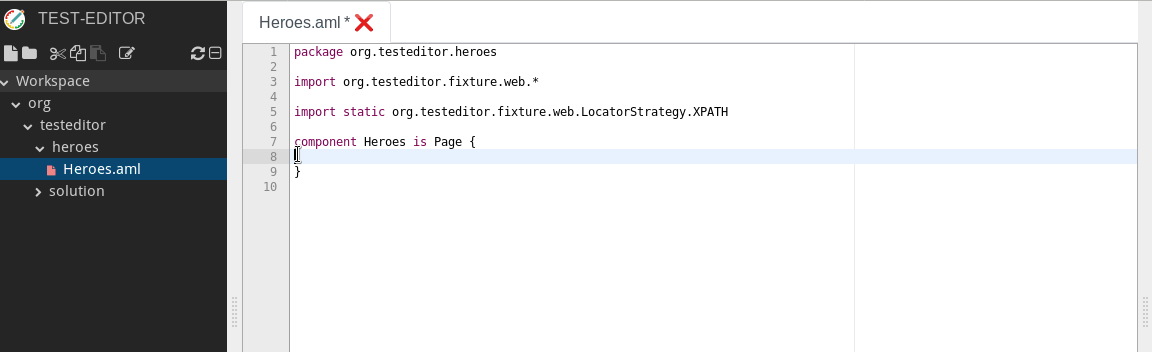 TEST-EDITOR
Workspace
org
testeditor
heroes
Heroes.aml
solution
Heroes.aml *
1 package org.testeditor.heroes
2
3 import org.testeditor.fixture.web.*
4
5 import static org.testeditor.fixture.web.LocatorStrategy.XPATH
6
7 component Heroes is Page {
8
9 }
10